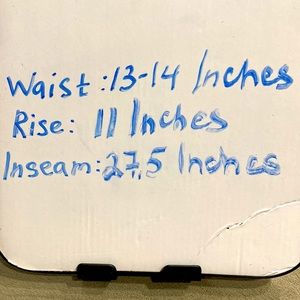 Waist: 13-14 Inches
Rise: 11 Inches
Inseam: 27.5 Inches